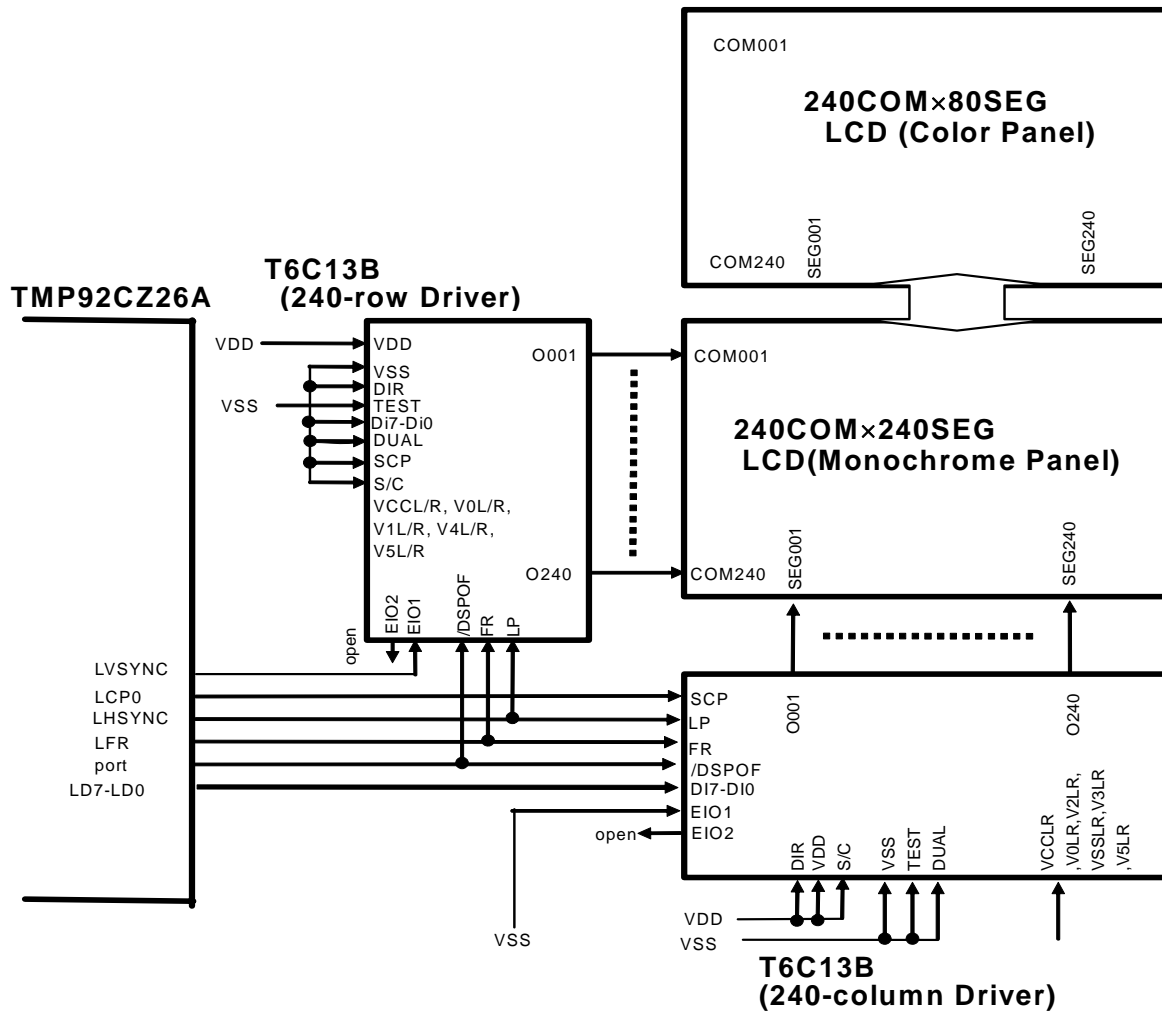 COM001
240COM×80SEG
LCD (Color Panel)
SEG001
SEG240
COM240
T6C13B
(240-row Driver)
TMP92CZ26A
VDD
VDD
VSS
DIR
VSS
TEST
Di7-Di0
DUAL
SCP
S/C
VCCL/R, V0L/R,
V1L/R, V4L/R,
V5L/R
O001
O240
open
EIO2
EIO1
/DSPOF
FR
LP
COM001
240COM×240SEG
LCD(Monochrome Panel)
COM240
SEG001
SEG240
LVSYNC
LCP0
LHSYNC
LFR
port
LD7-LD0
SCP
LP
FR
/DSPOF
DI7-DI0
EIO1
open
EIO2
O001
O240
DIR
VDD
S/C
VSS
TEST
DUAL
VCCLR
,V0LR,V2LR,
VSSLR,V3LR
,V5LR
VDD
VSS
VSS
T6C13B
(240-column Driver)